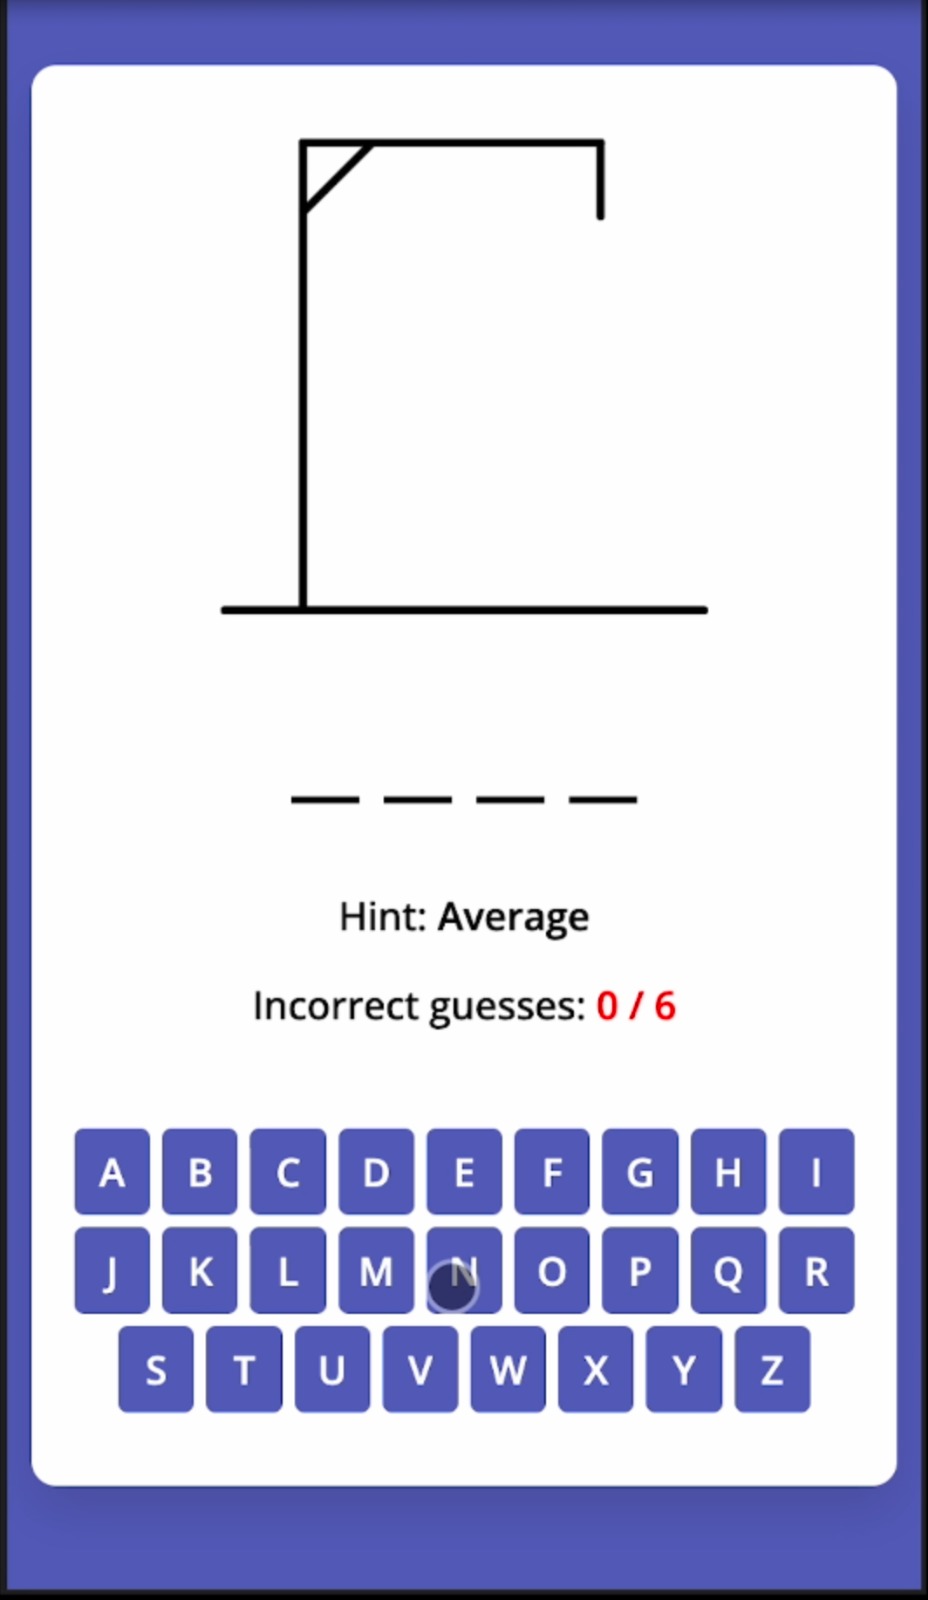 Hint: Average
Incorrect guesses: 0 / 6
A B C D E F G H I
J K L M N O P Q R
S T U V W X Y Z